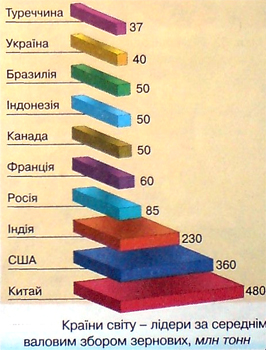 Туреччина
37
Україна
40
Бразилія
50
Індонезія
50
Канада
50
Франція
60
Росія
85
Індія
230
США
360
Китай
480
Країни світу – лідери за середнім
валовим збором зернових, млн тонн